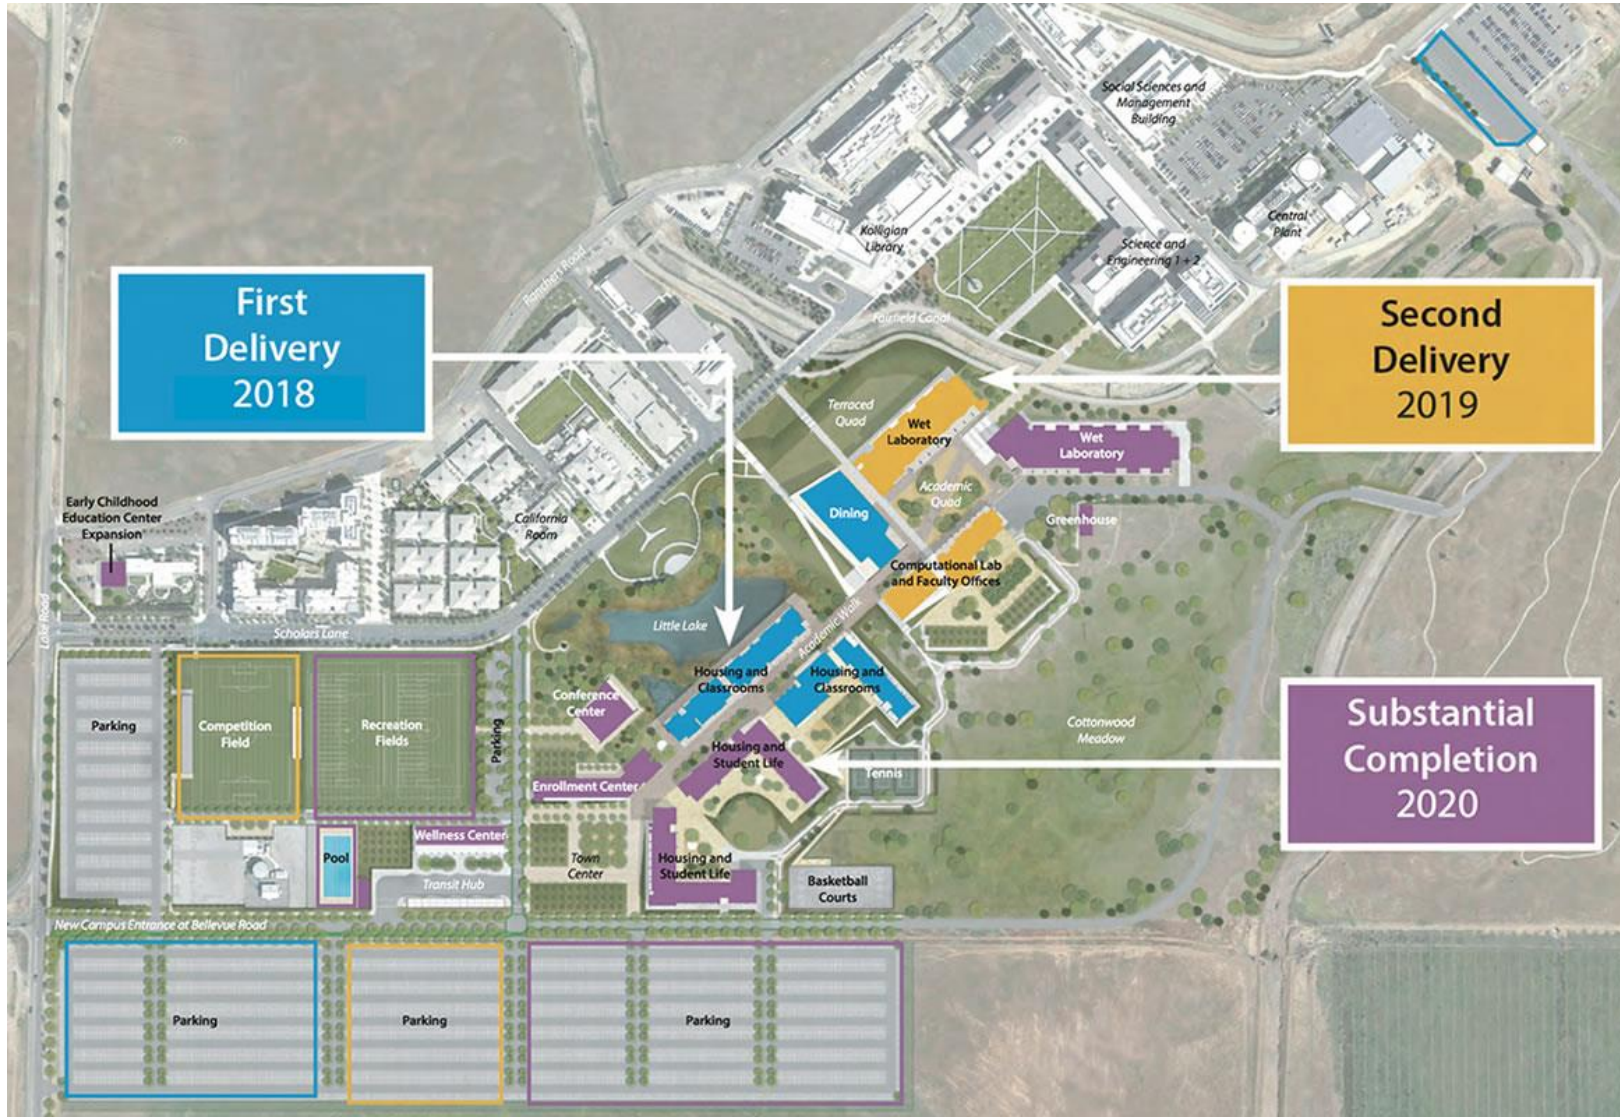 Social Sciences and
Management
Building
Kolligian
Library
Central
Plant
Science and
Engineering 1 + 2
Rancheri Road
Fairfield Canal
First
Delivery
2018
Second
Delivery
2019
Terraced
Quad
Wet
Laboratory
Wet
Laboratory
Academic
Quad
Dining
Greenhouse
Early Childhood
Education Center
Expansion
California
Room
Computational Lab
and Faculty Offices
Lake Road
Scholars Lane
Little Lake
Academic Walk
Housing and
Classrooms
Housing and
Classrooms
Conference
Center
Parking
Competition
Field
Recreation
Fields
Parking
Cottonwood
Meadow
Substantial
Completion
2020
Housing and
Student Life
Tennis
Enrollment Center
Wellness Center
Pool
Transit Hub
Town
Center
Housing and
Student Life
Basketball
Courts
New Campus Entrance at Bellevue Road
Parking
Parking
Parking